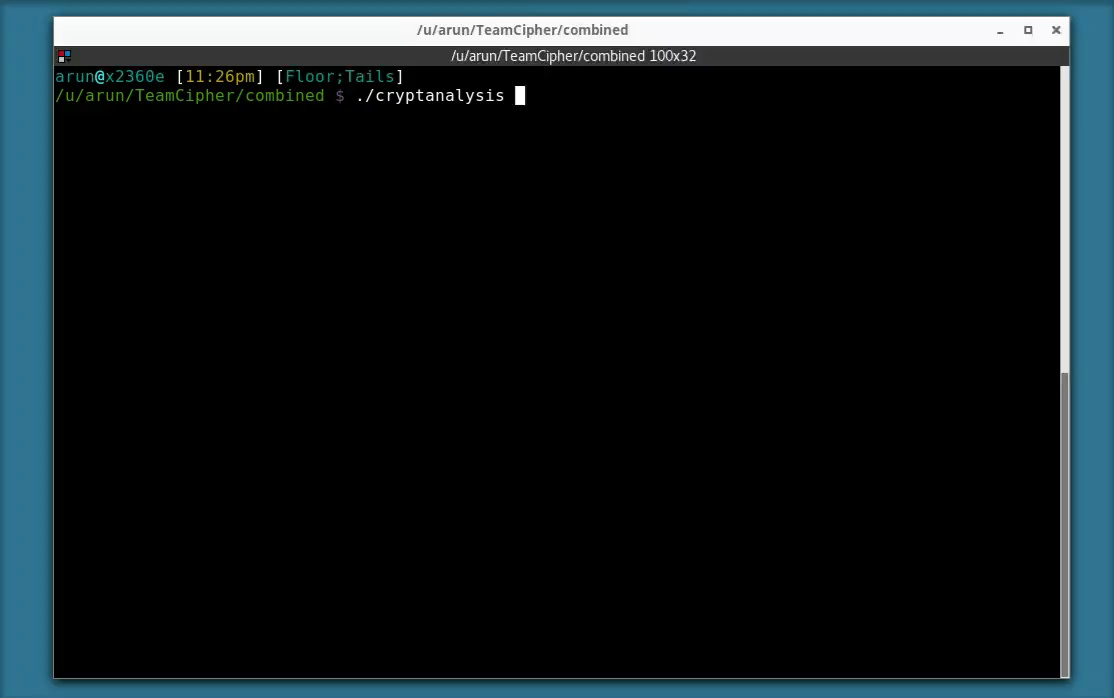 /u/arun/TeamCipher/combined
/u/arun/TeamCipher/combined 100x32
arun@x2360e [11:26pm] [Floor;Tails]
/u/arun/TeamCipher/combined $ ./cryptanalysis